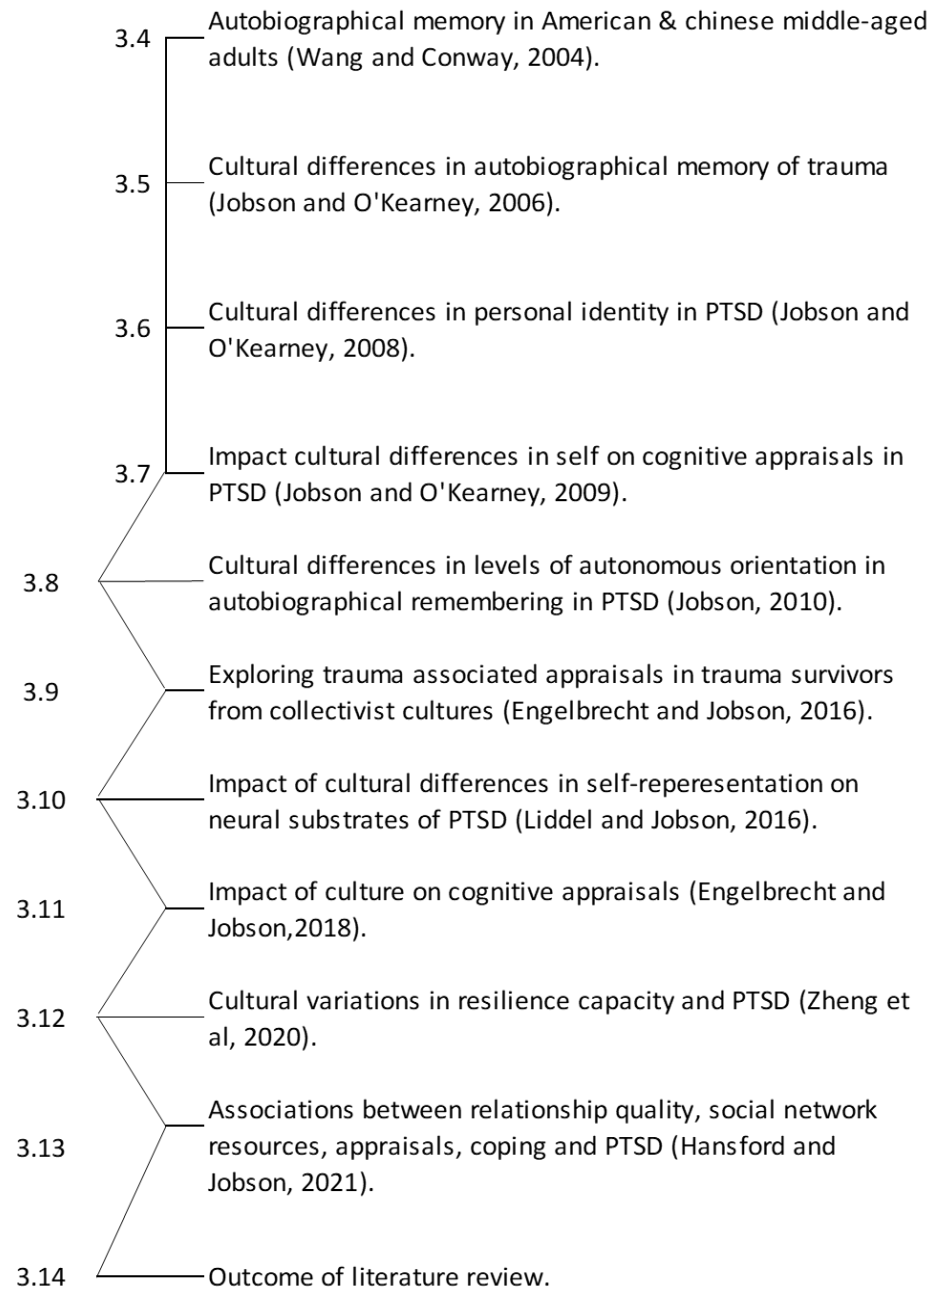 3.4 Autobiographical memory in American & chinese middle-aged
adults (Wang and Conway, 2004).
3.5 Cultural differences in autobiographical memory of trauma
(Jobson and O'Kearney, 2006).
3.6 Cultural differences in personal identity in PTSD (Jobson and
O'Kearney, 2008).
3.7 Impact cultural differences in self on cognitive appraisals in
PTSD (Jobson and O'Kearney, 2009).
3.8 Cultural differences in levels of autonomous orientation in
autobiographical remembering in PTSD (Jobson, 2010).
3.9 Exploring trauma associated appraisals in trauma survivors
from collectivist cultures (Engelbrecht and Jobson, 2016).
3.10 Impact of cultural differences in self-reperesentation on
neural substrates of PTSD (Liddel and Jobson, 2016).
3.11 Impact of culture on cognitive appraisals (Engelbrecht and
Jobson,2018).
3.12 Cultural variations in resilience capacity and PTSD (Zheng et
al, 2020).
Associations between relationship quality, social network
3.13 resources, appraisals, coping and PTSD (Hansford and
Jobson, 2021).
3.14 Outcome of literature review.